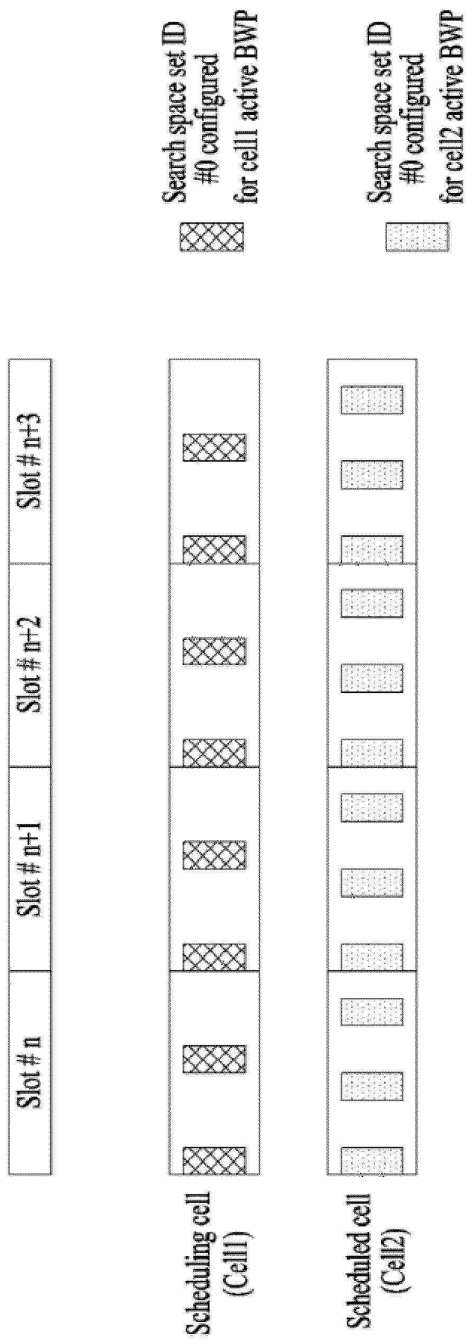 Slot # n
Slot # n+1
Slot # n+2
Slot # n+3
Scheduling cell
(Cell1)
Search space set ID
#0 configured
for cell1 active BWP
Scheduled cell
(Cell2)
Search space set ID
#0 configured
for cell2 active BWP